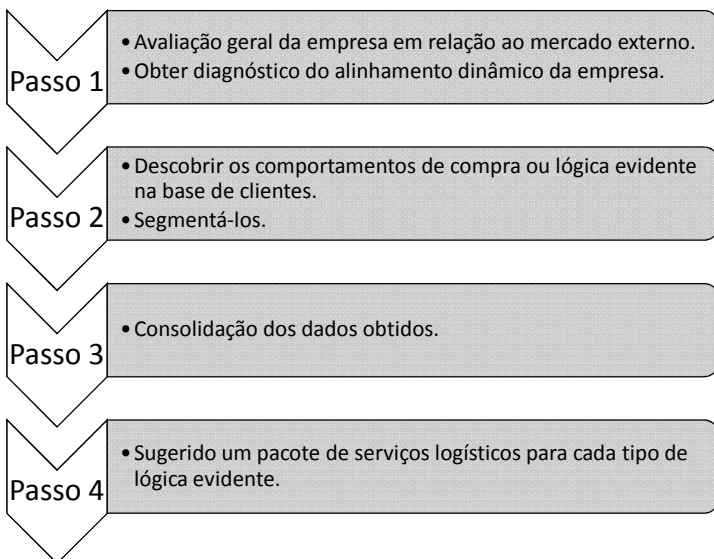 Passo 1
• Avaliação geral da empresa em relação ao mercado externo.
• Obter diagnóstico do alinhamento dinâmico da empresa.
Passo 2
• Descobrir os comportamentos de compra ou lógica evidente
na base de clientes.
• Segmentá-los.
Passo 3
• Consolidação dos dados obtidos.
Passo 4
• Sugerido um pacote de serviços logísticos para cada tipo de
lógica evidente.